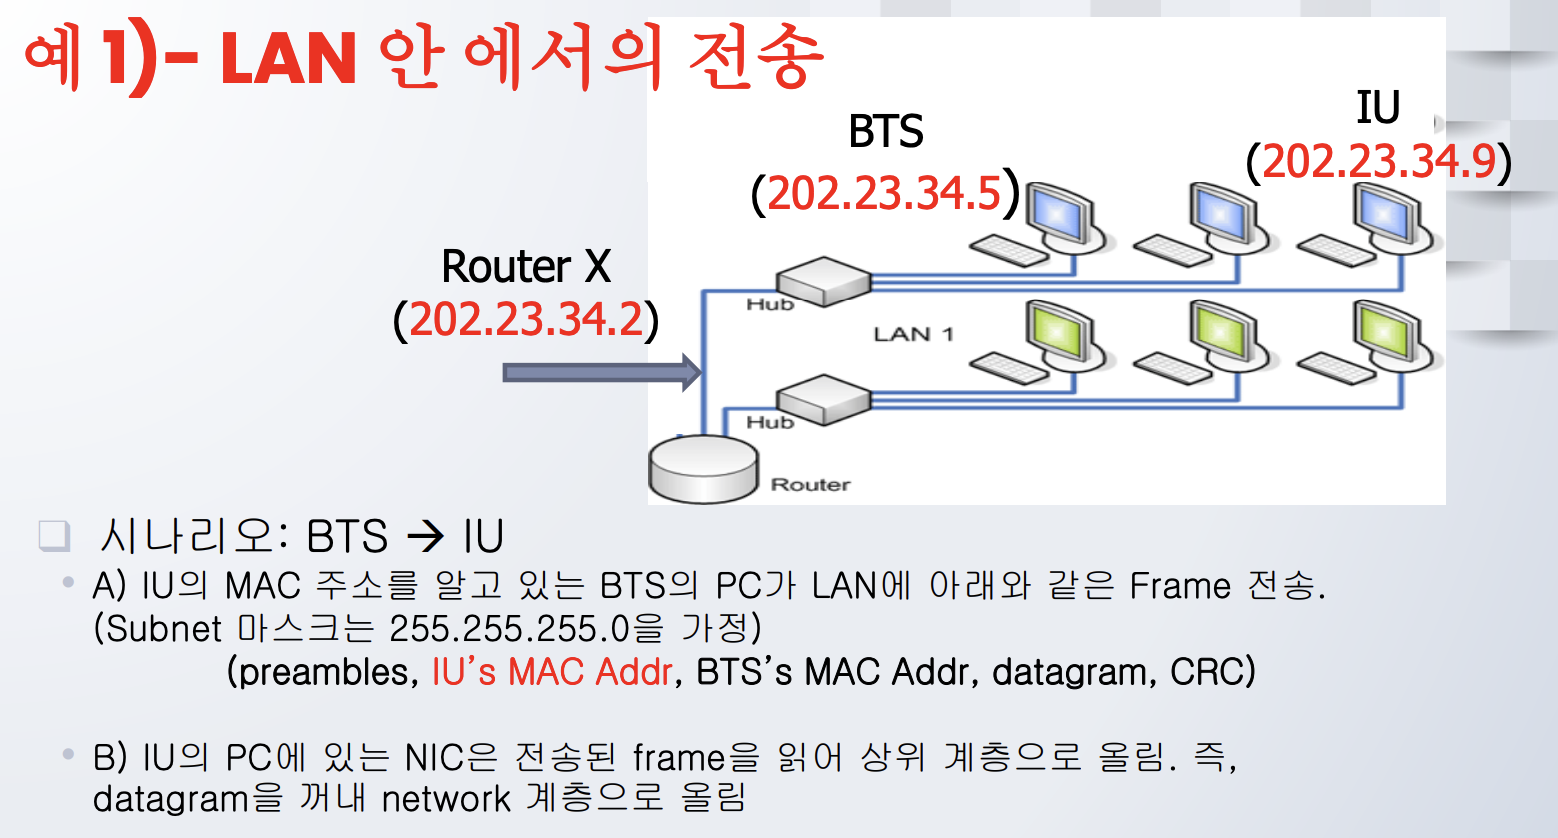 예 1)- LAN 안 에서의 전송
BTS
(202.23.34.5)
IU
(202.23.34.9)
Router X
(202.23.34.2)
Hub
LAN 1
Hub
Router
❑ 시나리오: BTS → IU
• A) IU의 MAC 주소를 알고 있는 BTS의 PC가 LAN에 아래와 같은 Frame 전송.
(Subnet 마스크는 255.255.255.0을 가정)
(preambles, IU’s MAC Addr, BTS’s MAC Addr, datagram, CRC)
• B) IU의 PC에 있는 NIC은 전송된 frame을 읽어 상위 계층으로 올림. 즉,
datagram을 꺼내 network 계층으로 올림